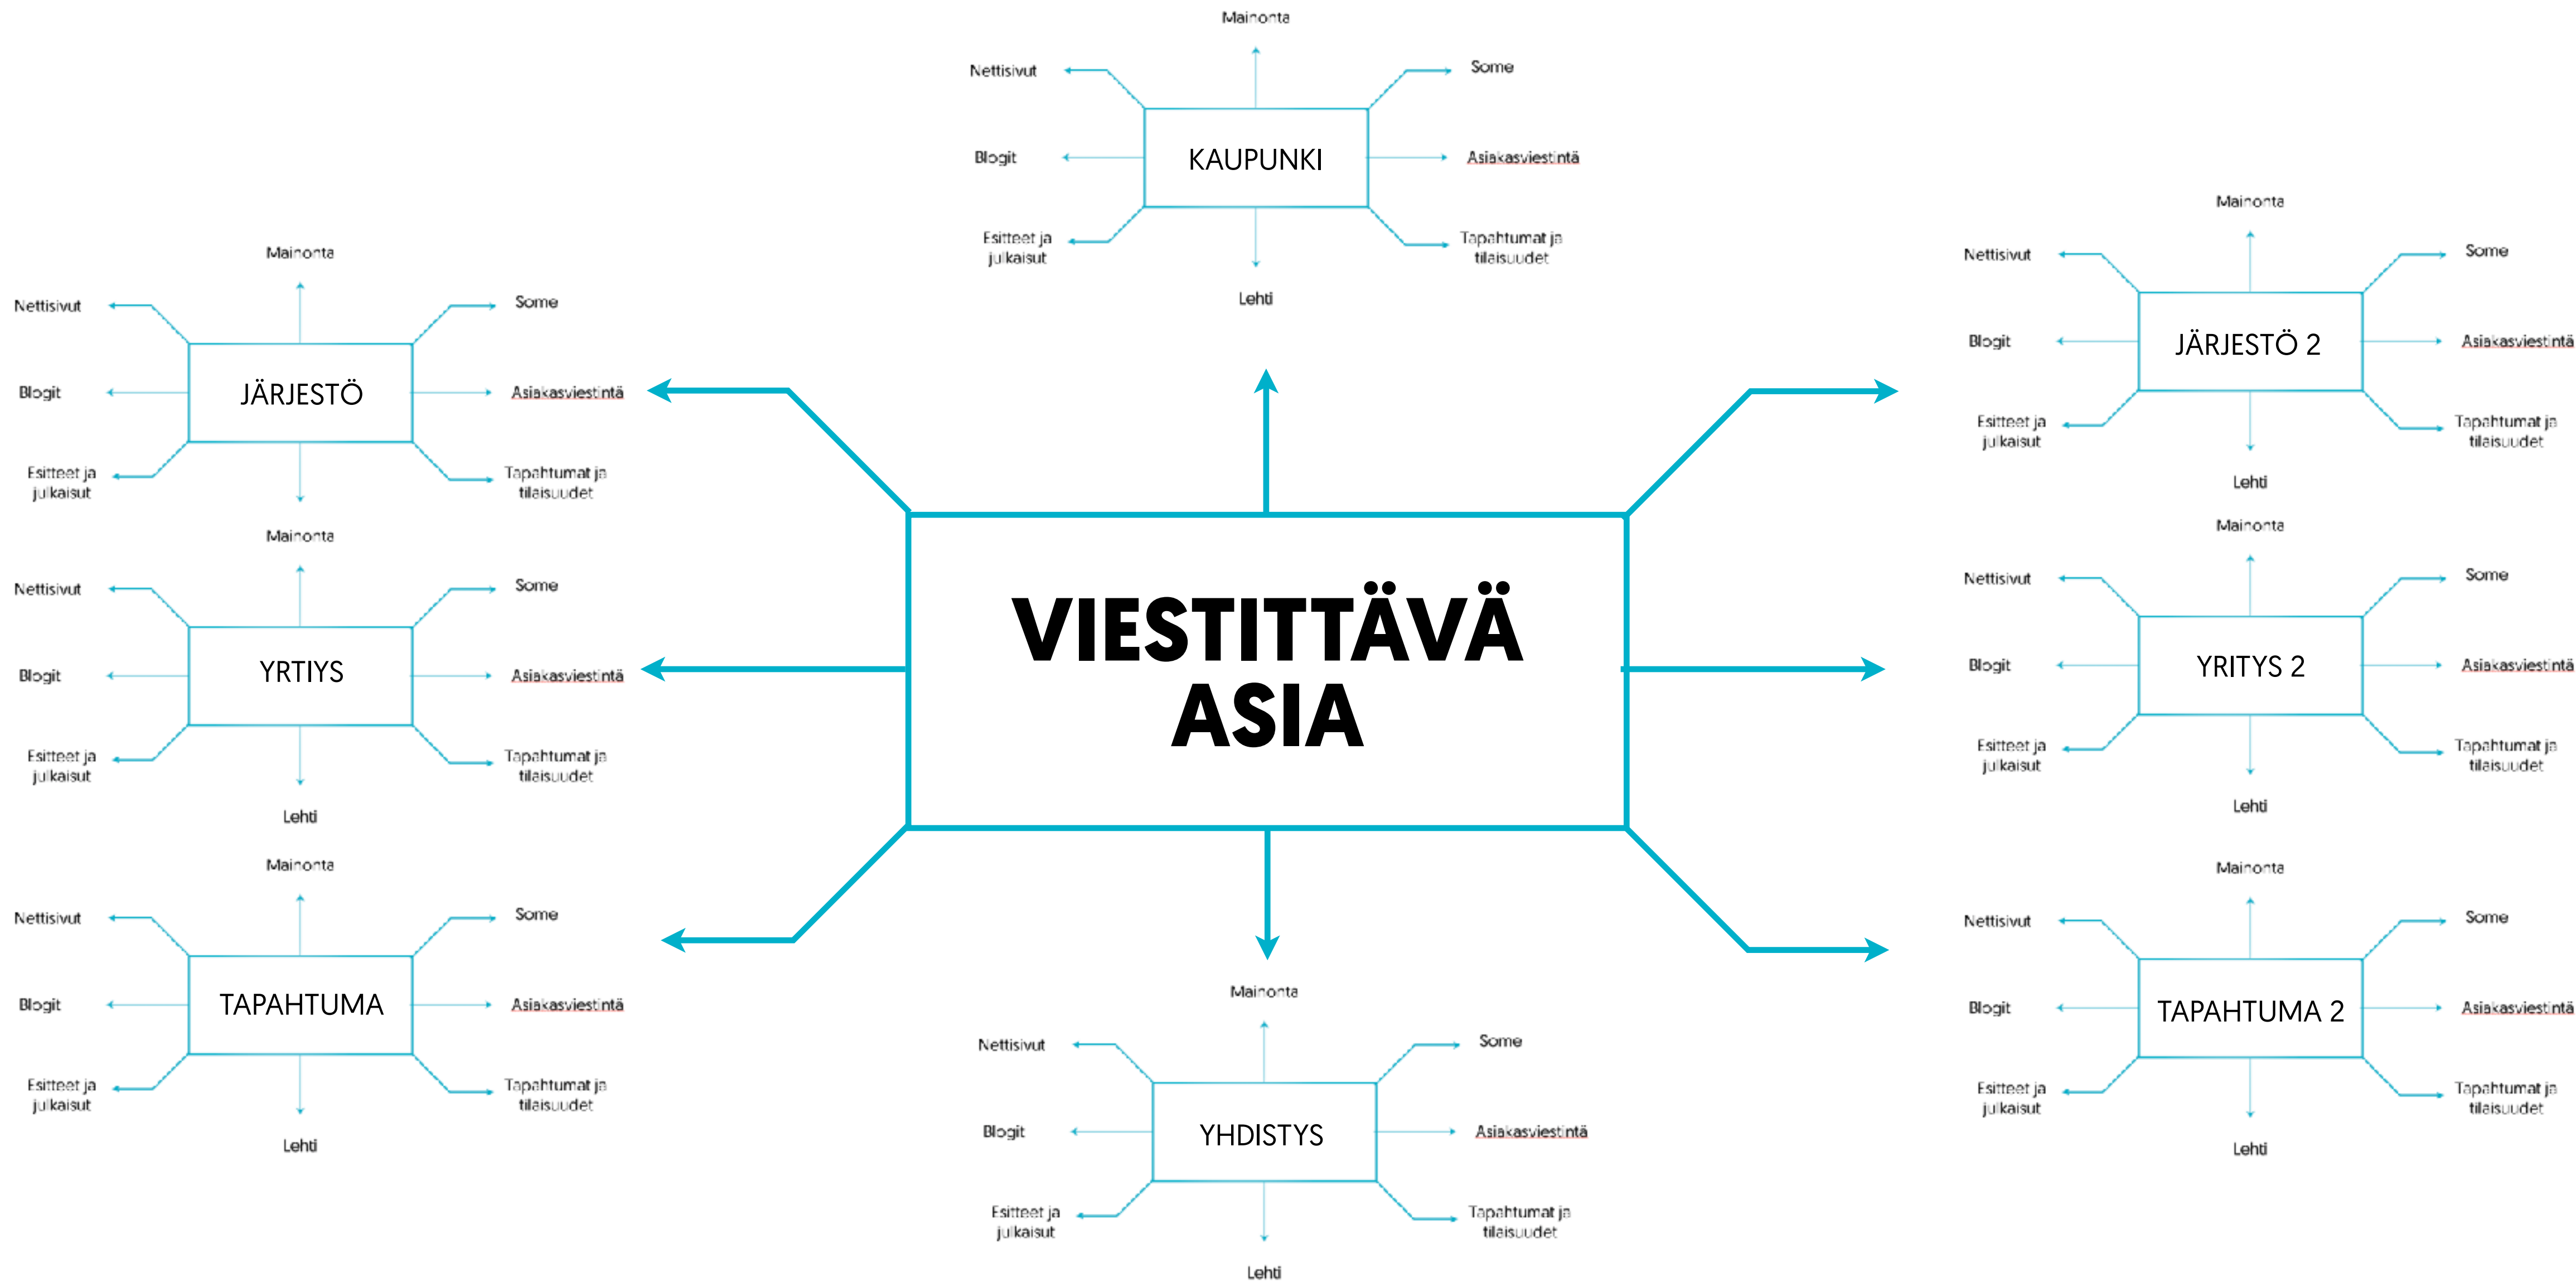 Mainonta
Nettisivut
Some
Blogit
KAUPUNKI
Asiakasviestintä
Esitteet ja
julkaisut
Tapahtumat ja
tilaisuudet
Lehti
Mainonta
Nettisivut
Some
Blogit
JÄRJESTÖ
Asiakasviestintä
Esitteet ja
julkaisut
Tapahtumat ja
tilaisuudet
Mainonta
Nettisivut
Some
Blogit
JÄRJESTÖ 2
Asiakasviestintä
Esitteet ja
julkaisut
Tapahtumat ja
tilaisuudet
Lehti
Mainonta
Nettisivut
Some
Blogit
YRTIYS
Asiakasviestintä
Esitteet ja
julkaisut
Tapahtumat ja
tilaisuudet
Lehti
VIESTITTÄVÄ
ASIA
Mainonta
Nettisivut
Some
Blogit
YRITYS 2
Asiakasviestintä
Esitteet ja
julkaisut
Tapahtumat ja
tilaisuudet
Lehti
Mainonta
Nettisivut
Some
Blogit
TAPAHTUMA
Asiakasviestintä
Esitteet ja
julkaisut
Tapahtumat ja
tilaisuudet
Lehti
Mainonta
Nettisivut
Some
Blogit
YHDISTYS
Asiakasviestintä
Esitteet ja
julkaisut
Tapahtumat ja
tilaisuudet
Lehti
Mainonta
Nettisivut
Some
Blogit
TAPAHTUMA 2
Asiakasviestintä
Esitteet ja
julkaisut
Tapahtumat ja
tilaisuudet
Lehti